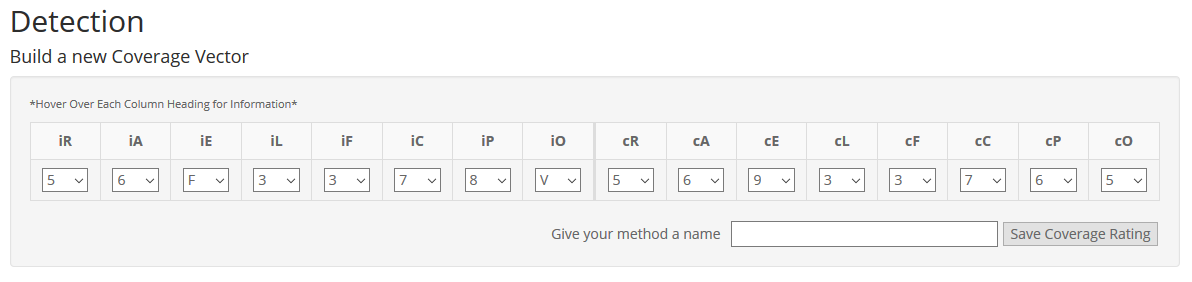 Detection
Build a new Coverage Vector
*Hover Over Each Column Heading for Information*
iR iA iE iL iF iC iP iO cR cA cE cL cF cC cP cO
5 6 F 3 3 7 8 V 5 6 9 3 3 7 6 5
Give your method a name Save Coverage Rating